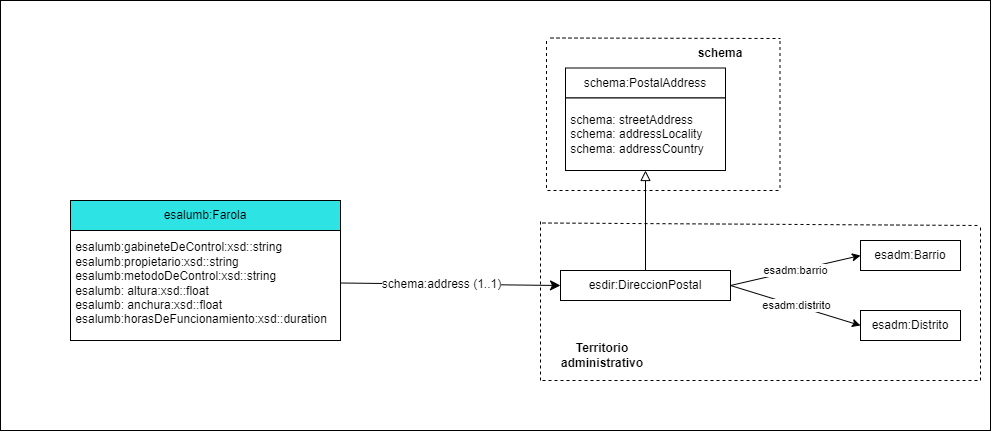 schema
schema:PostalAddress
schema: streetAddress
schema: addressLocality
schema: addressCountry
esalumb:Farola
esalumb:gabineteDeControl:xsd::string
esalumb:propietario:xsd::string
esalumb:metodoDeControl:xsd::string
esalumb: altura:xsd::float
esalumb: anchura:xsd::float
esalumb:horasDeFuncionamiento:xsd::duration
schema:address (1..1)
esdir:DireccionPostal
esadm:barrio
esadm:Barrio
esadm:distrito
esadm:Distrito
Territorio
administrativo